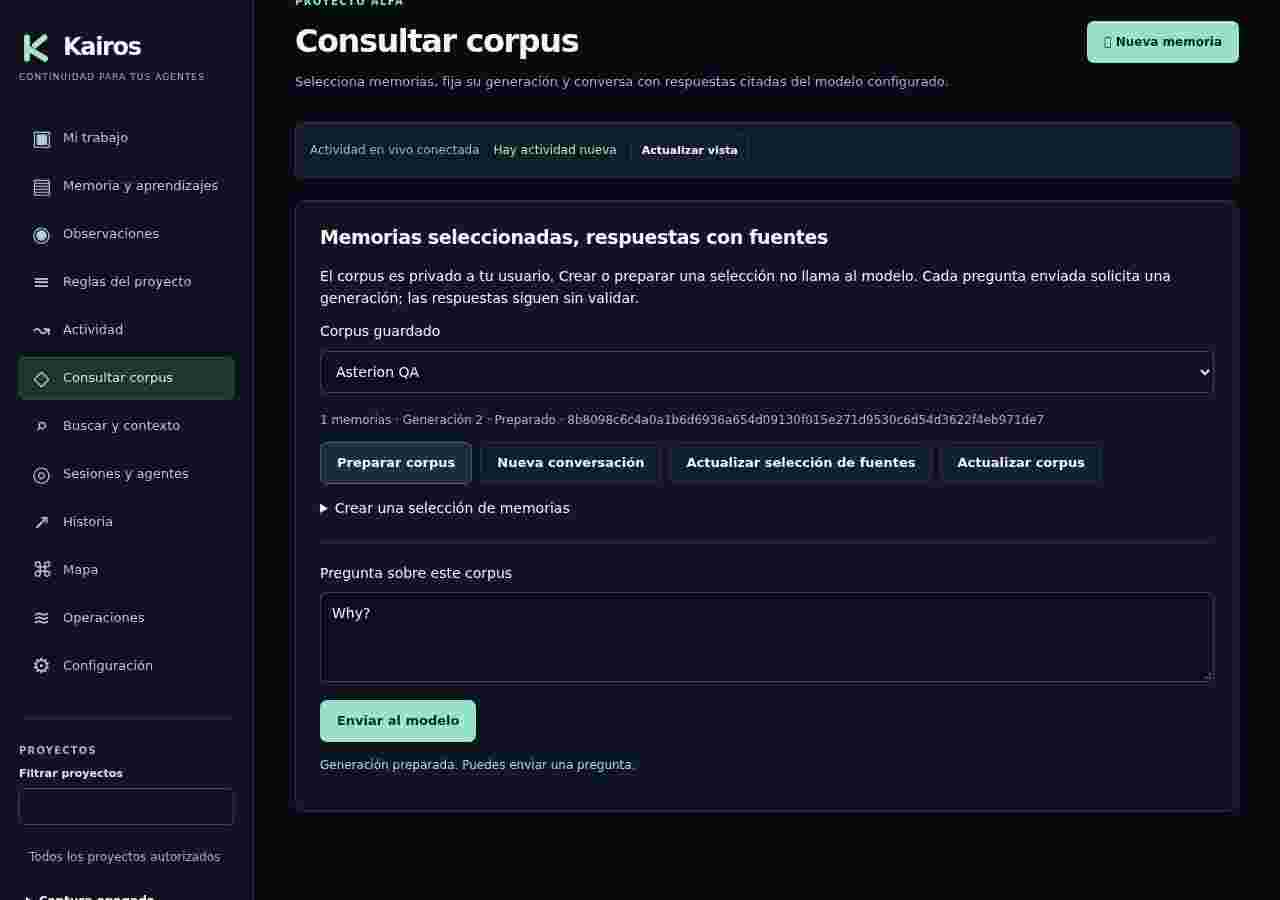 Kairos
CONTINUIDAD PARA TUS AGENTES
Mi trabajo
Memoria y aprendizajes
Observaciones
Reglas del proyecto
Actividad
Consultar corpus
Buscar y contexto
Sesiones y agentes
Historia
Mapa
Operaciones
Configuración
PROYECTOS
Filtrar proyectos
Todos los proyectos autorizados
PROYECTO ALFA
Consultar corpus
Nueva memoria
Selecciona memorias, fija su generación y conversa con respuestas citadas del modelo configurado.
Actividad en vivo conectada Hay actividad nueva Actualizar vista
Memorias seleccionadas, respuestas con fuentes
El corpus es privado a tu usuario. Crear o preparar una selección no llama al modelo. Cada pregunta enviada solicita una
generación; las respuestas siguen sin validar.
Corpus guardado
Asterion QA
1 memorias · Generación 2 · Preparado · 8b8098c6c4a0a1b6d6936a654d09130f015e271d9530c6d54d3622f4eb971de7
Preparar corpus Nueva conversación Actualizar selección de fuentes Actualizar corpus
Crear una selección de memorias
Pregunta sobre este corpus
Why?
Enviar al modelo
Generación preparada. Puedes enviar una pregunta.